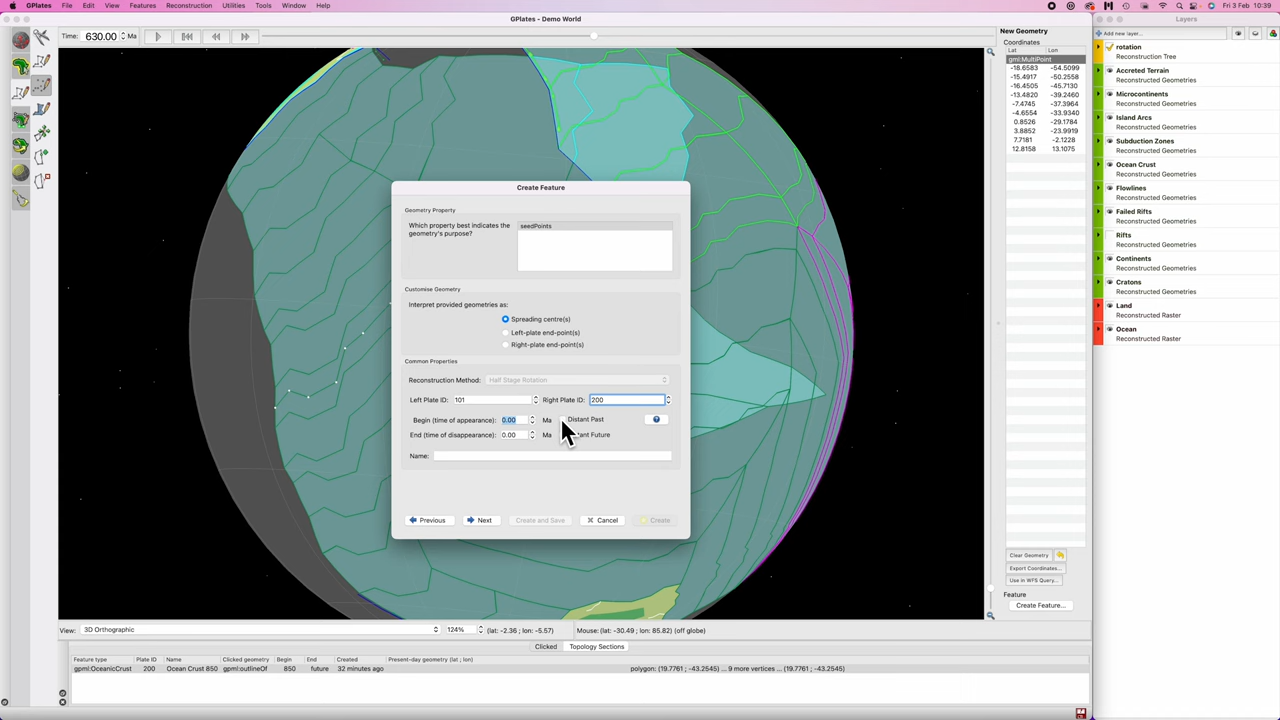 GPlates File Edit View Features Reconstruction Utilities Tools Window Help
Fri 3 Feb 10:39
GPlates - Demo World
Layers
Time: 630.00 Ma
New Geometry
Coordinates
Lat Lon
gml:MultiPoint
-18.6583 -54.5099
-15.4917 -50.2558
-16.4505 -45.7130
-13.4820 -39.2460
-7.4745 -37.3964
-4.6554 -33.9340
0.8526 -29.1784
3.8852 -23.9919
7.7181 -2.1228
12.8158 13.1075
Clear Geometry
Export Coordinates...
Use in WFS Query...
Feature
Create Feature...
Add new layer...
rotation
Reconstruction Tree
Accreted Terrain
Reconstructed Geometries
Microcontinents
Reconstructed Geometries
Island Arcs
Reconstructed Geometries
Subduction Zones
Reconstructed Geometries
Ocean Crust
Reconstructed Geometries
Flowlines
Reconstructed Geometries
Failed Rifts
Reconstructed Geometries
Rifts
Reconstructed Geometries
Continents
Reconstructed Geometries
Cratons
Reconstructed Geometries
Land
Reconstructed Raster
Ocean
Reconstructed Raster
Create Feature
Geometry Property
Which property best indicates the
geometry's purpose?
seedPoints
Customise Geometry
Interpret provided geometries as:
Spreading centre(s)
Left-plate end-point(s)
Right-plate end-point(s)
Common Properties
Reconstruction Method: Half Stage Rotation
Left Plate ID: 101 Right Plate ID: 200
Begin (time of appearance): 0.00 Ma Distant Past
End (time of disappearance): 0.00 Ma Future
Name:
Previous Next Create and Save Cancel Create
View: 3D Orthographic 124% (lat: -2.36 ; lon: -5.57) Mouse: (lat: -30.49 ; lon: 85.82) (off globe)
Clicked Topology Sections
Feature type Plate ID Name Clicked geometry Begin End Created Present-day geometry (lat ; lon)
gpml:OceanicCrust 200 Ocean Crust 850 gpml:outlineOf 850 future 32 minutes ago polygon: (19.7761 ; -43.2545) ... 9 more vertices ... (19.7761 ; -43.2545)